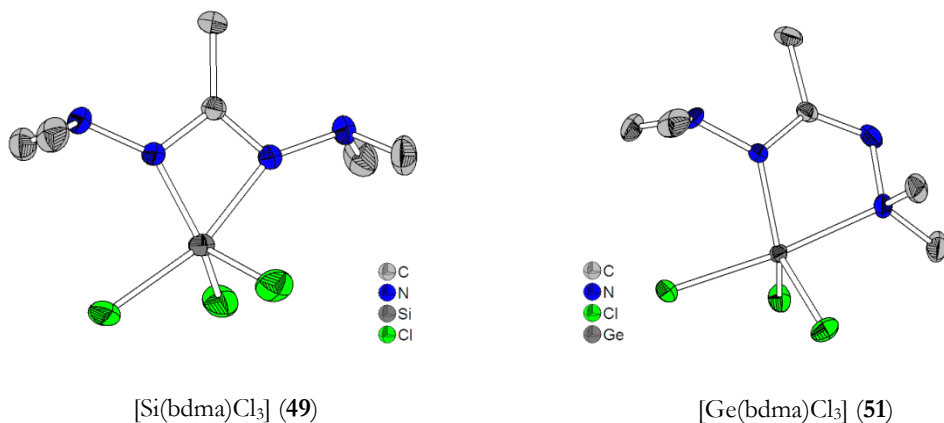 C
N
Si
Cl
C
N
Cl
Ge
[Si(bdma)Cl₃] (49)
[Ge(bdma)Cl₃] (51)